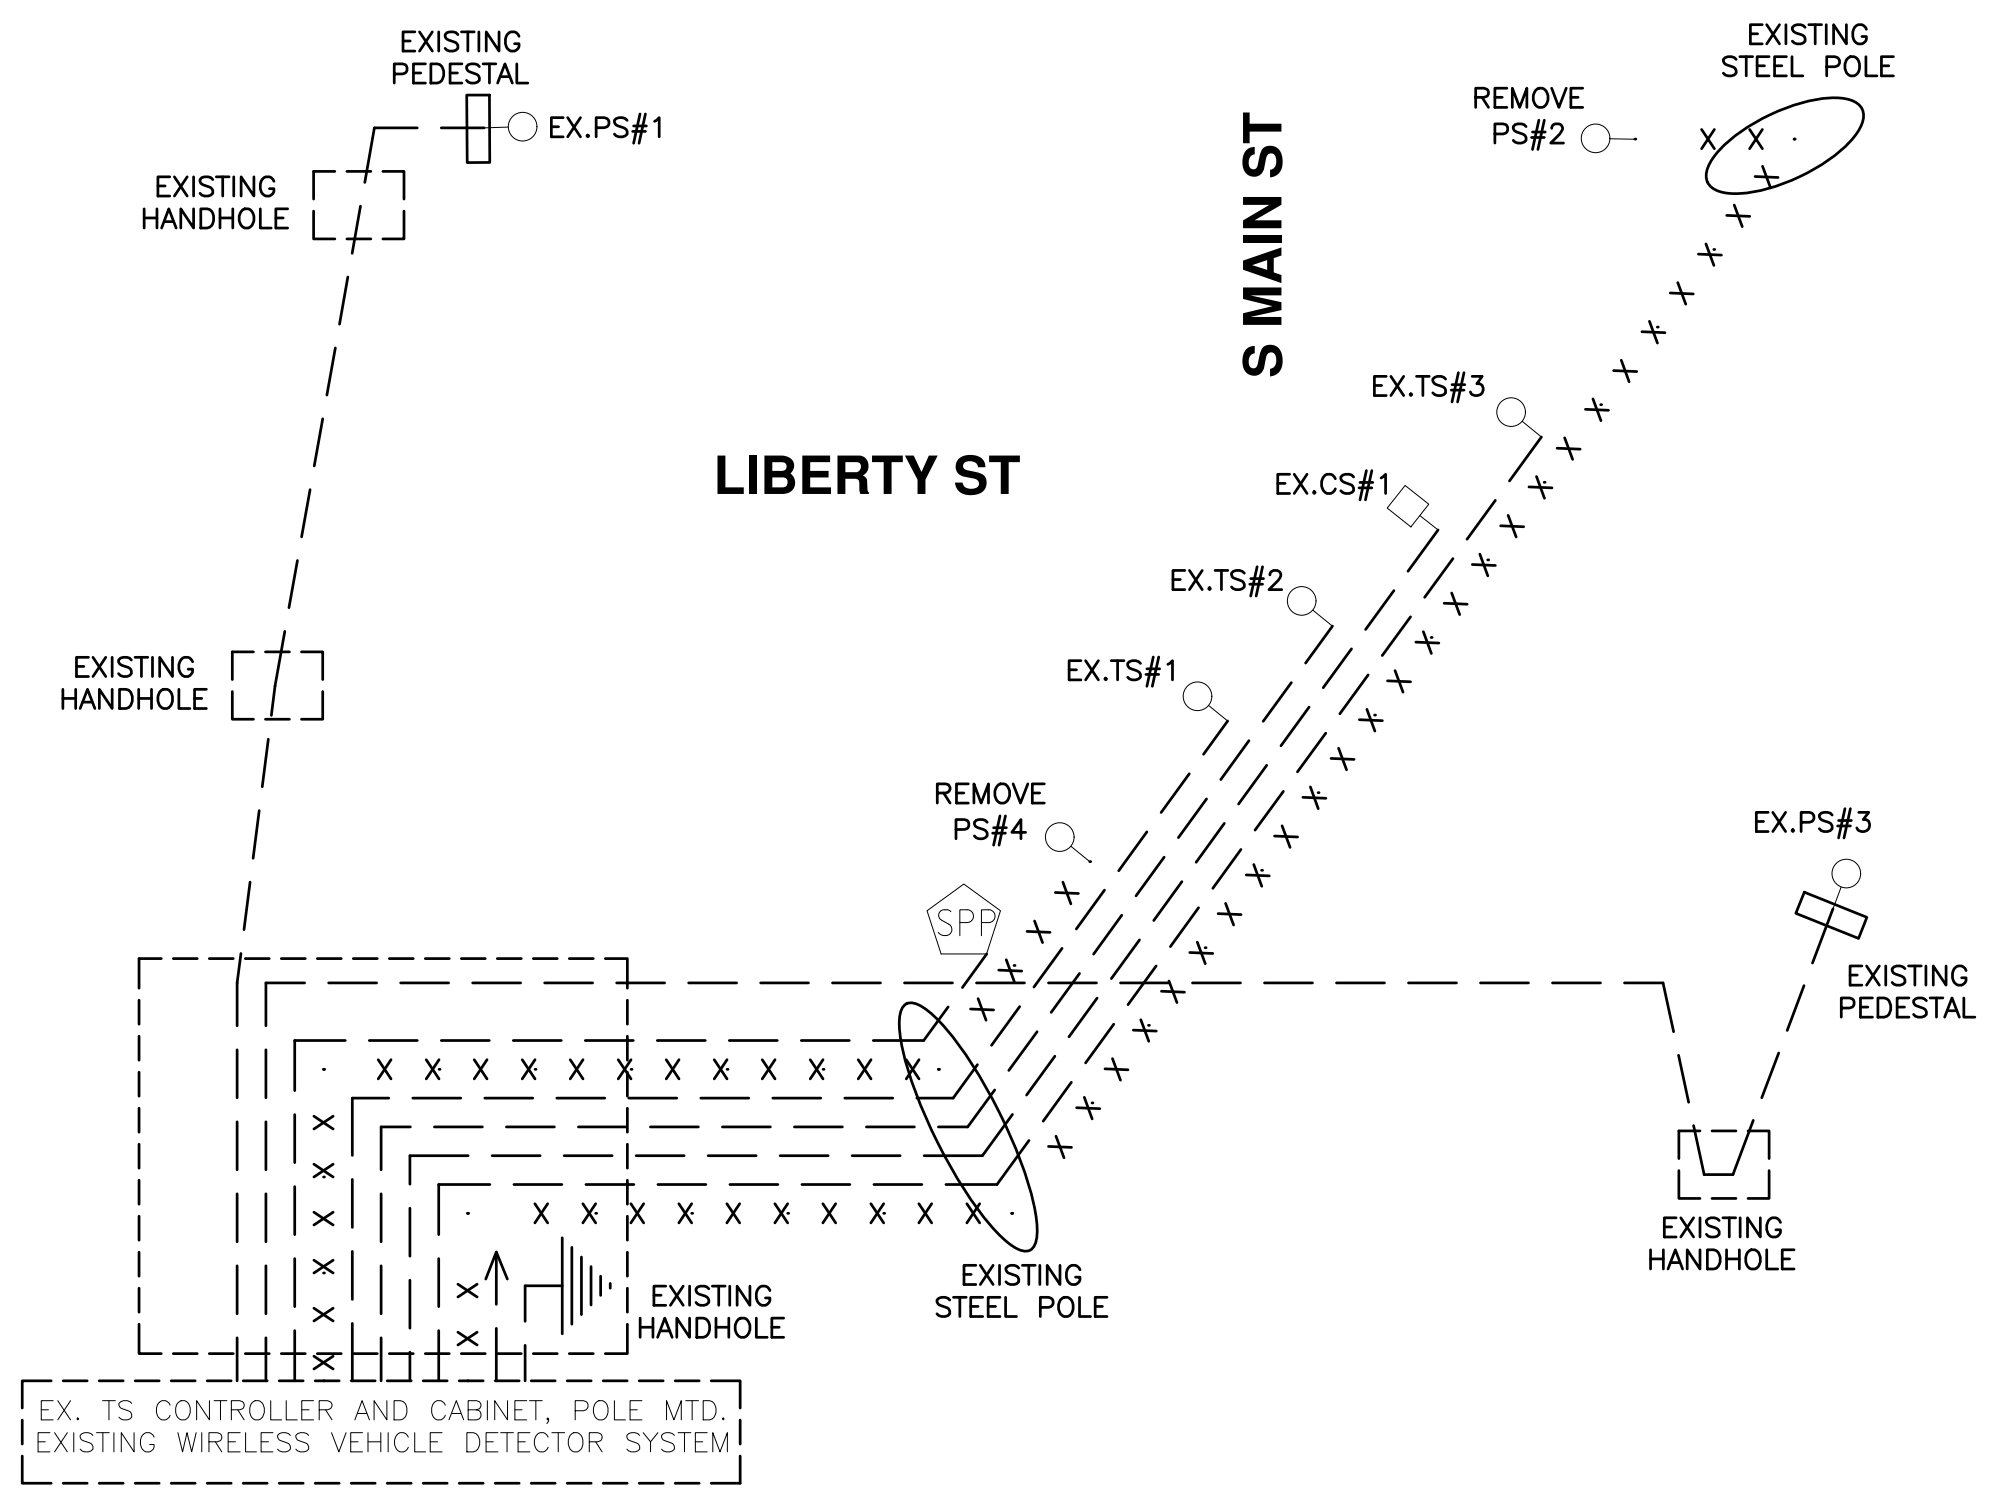 EXISTING
PEDESTAL
EX.PS#1
EXISTING
HANDHOLE
EXISTING
STEEL POLE
REMOVE
PS#2
S MAIN ST
EX.TS#3
LIBERTY ST
EX.CS#1
EX.TS#2
EX.TS#1
EXISTING
HANDHOLE
REMOVE
PS#4
SPP
EX.PS#3
EXISTING
PEDESTAL
EXISTING
HANDHOLE
EXISTING
STEEL POLE
EXISTING
HANDHOLE
EX. TS CONTROLLER AND CABINET, POLE MTD.
EXISTING WIRELESS VEHICLE DETECTOR SYSTEM